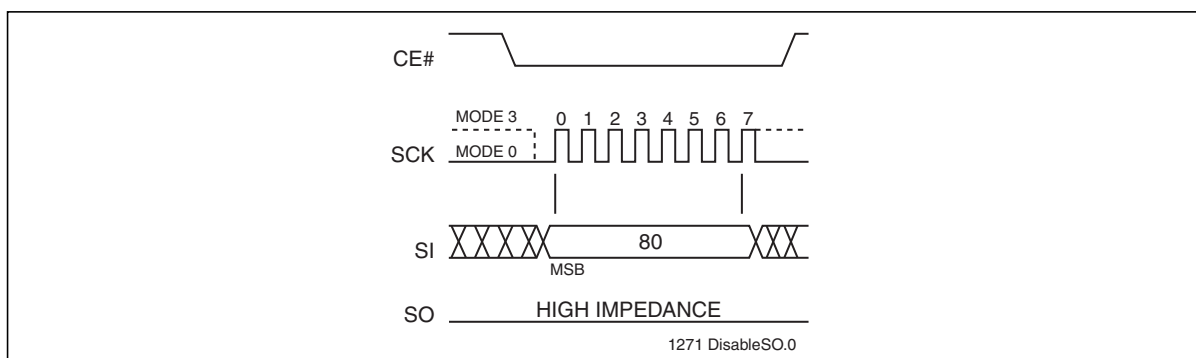 CE#
MODE 3
0 1 2 3 4 5 6 7
SCK
MODE 0
SI
80
MSB
SO
HIGH IMPEDANCE
1271 DisableSO.0